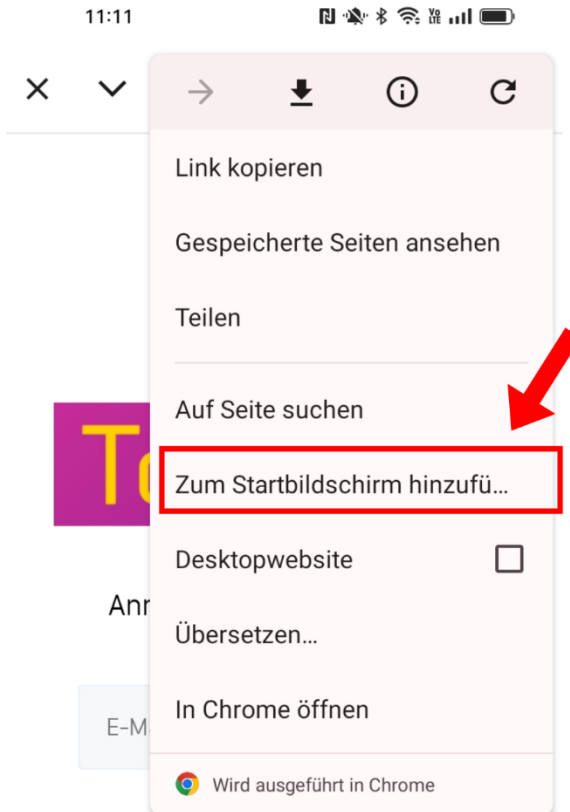 11:11
Link kopieren
Gespeicherte Seiten ansehen
Teilen
Auf Seite suchen
Zum Startbildschirm hinzufü…
Desktopwebsite
Übersetzen…
In Chrome öffnen
Wird ausgeführt in Chrome